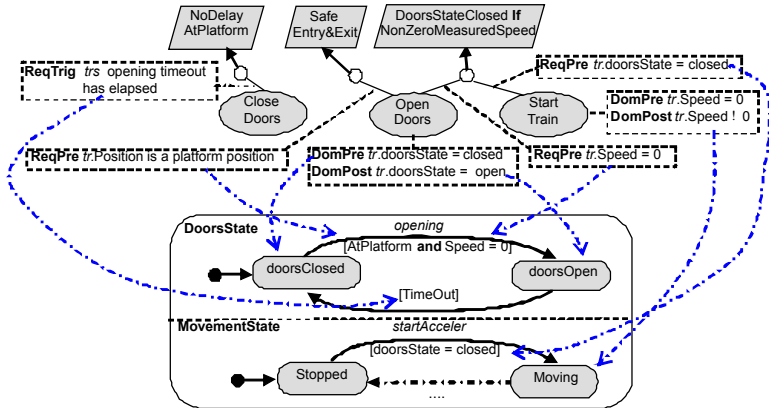 NoDelay
AtPlatform
Safe
Entry&Exit
DoorsStateClosed If
NonZeroMeasuredSpeed
ReqTrig trs opening timeout
has elapsed
ReqPre tr.doorsState = closed
Close
Doors
Open
Doors
Start
Train
DomPre tr.Speed = 0
DomPost tr.Speed ! 0
ReqPre tr.Position is a platform position
DomPre tr.doorsState = closed
DomPost tr.doorsState = open
ReqPre tr.Speed = 0
DoorsState
opening
[AtPlatform and Speed = 0]
doorsClosed
doorsOpen
[TimeOut]
MovementState
startAcceler
[doorsState = closed]
Stopped
Moving
....